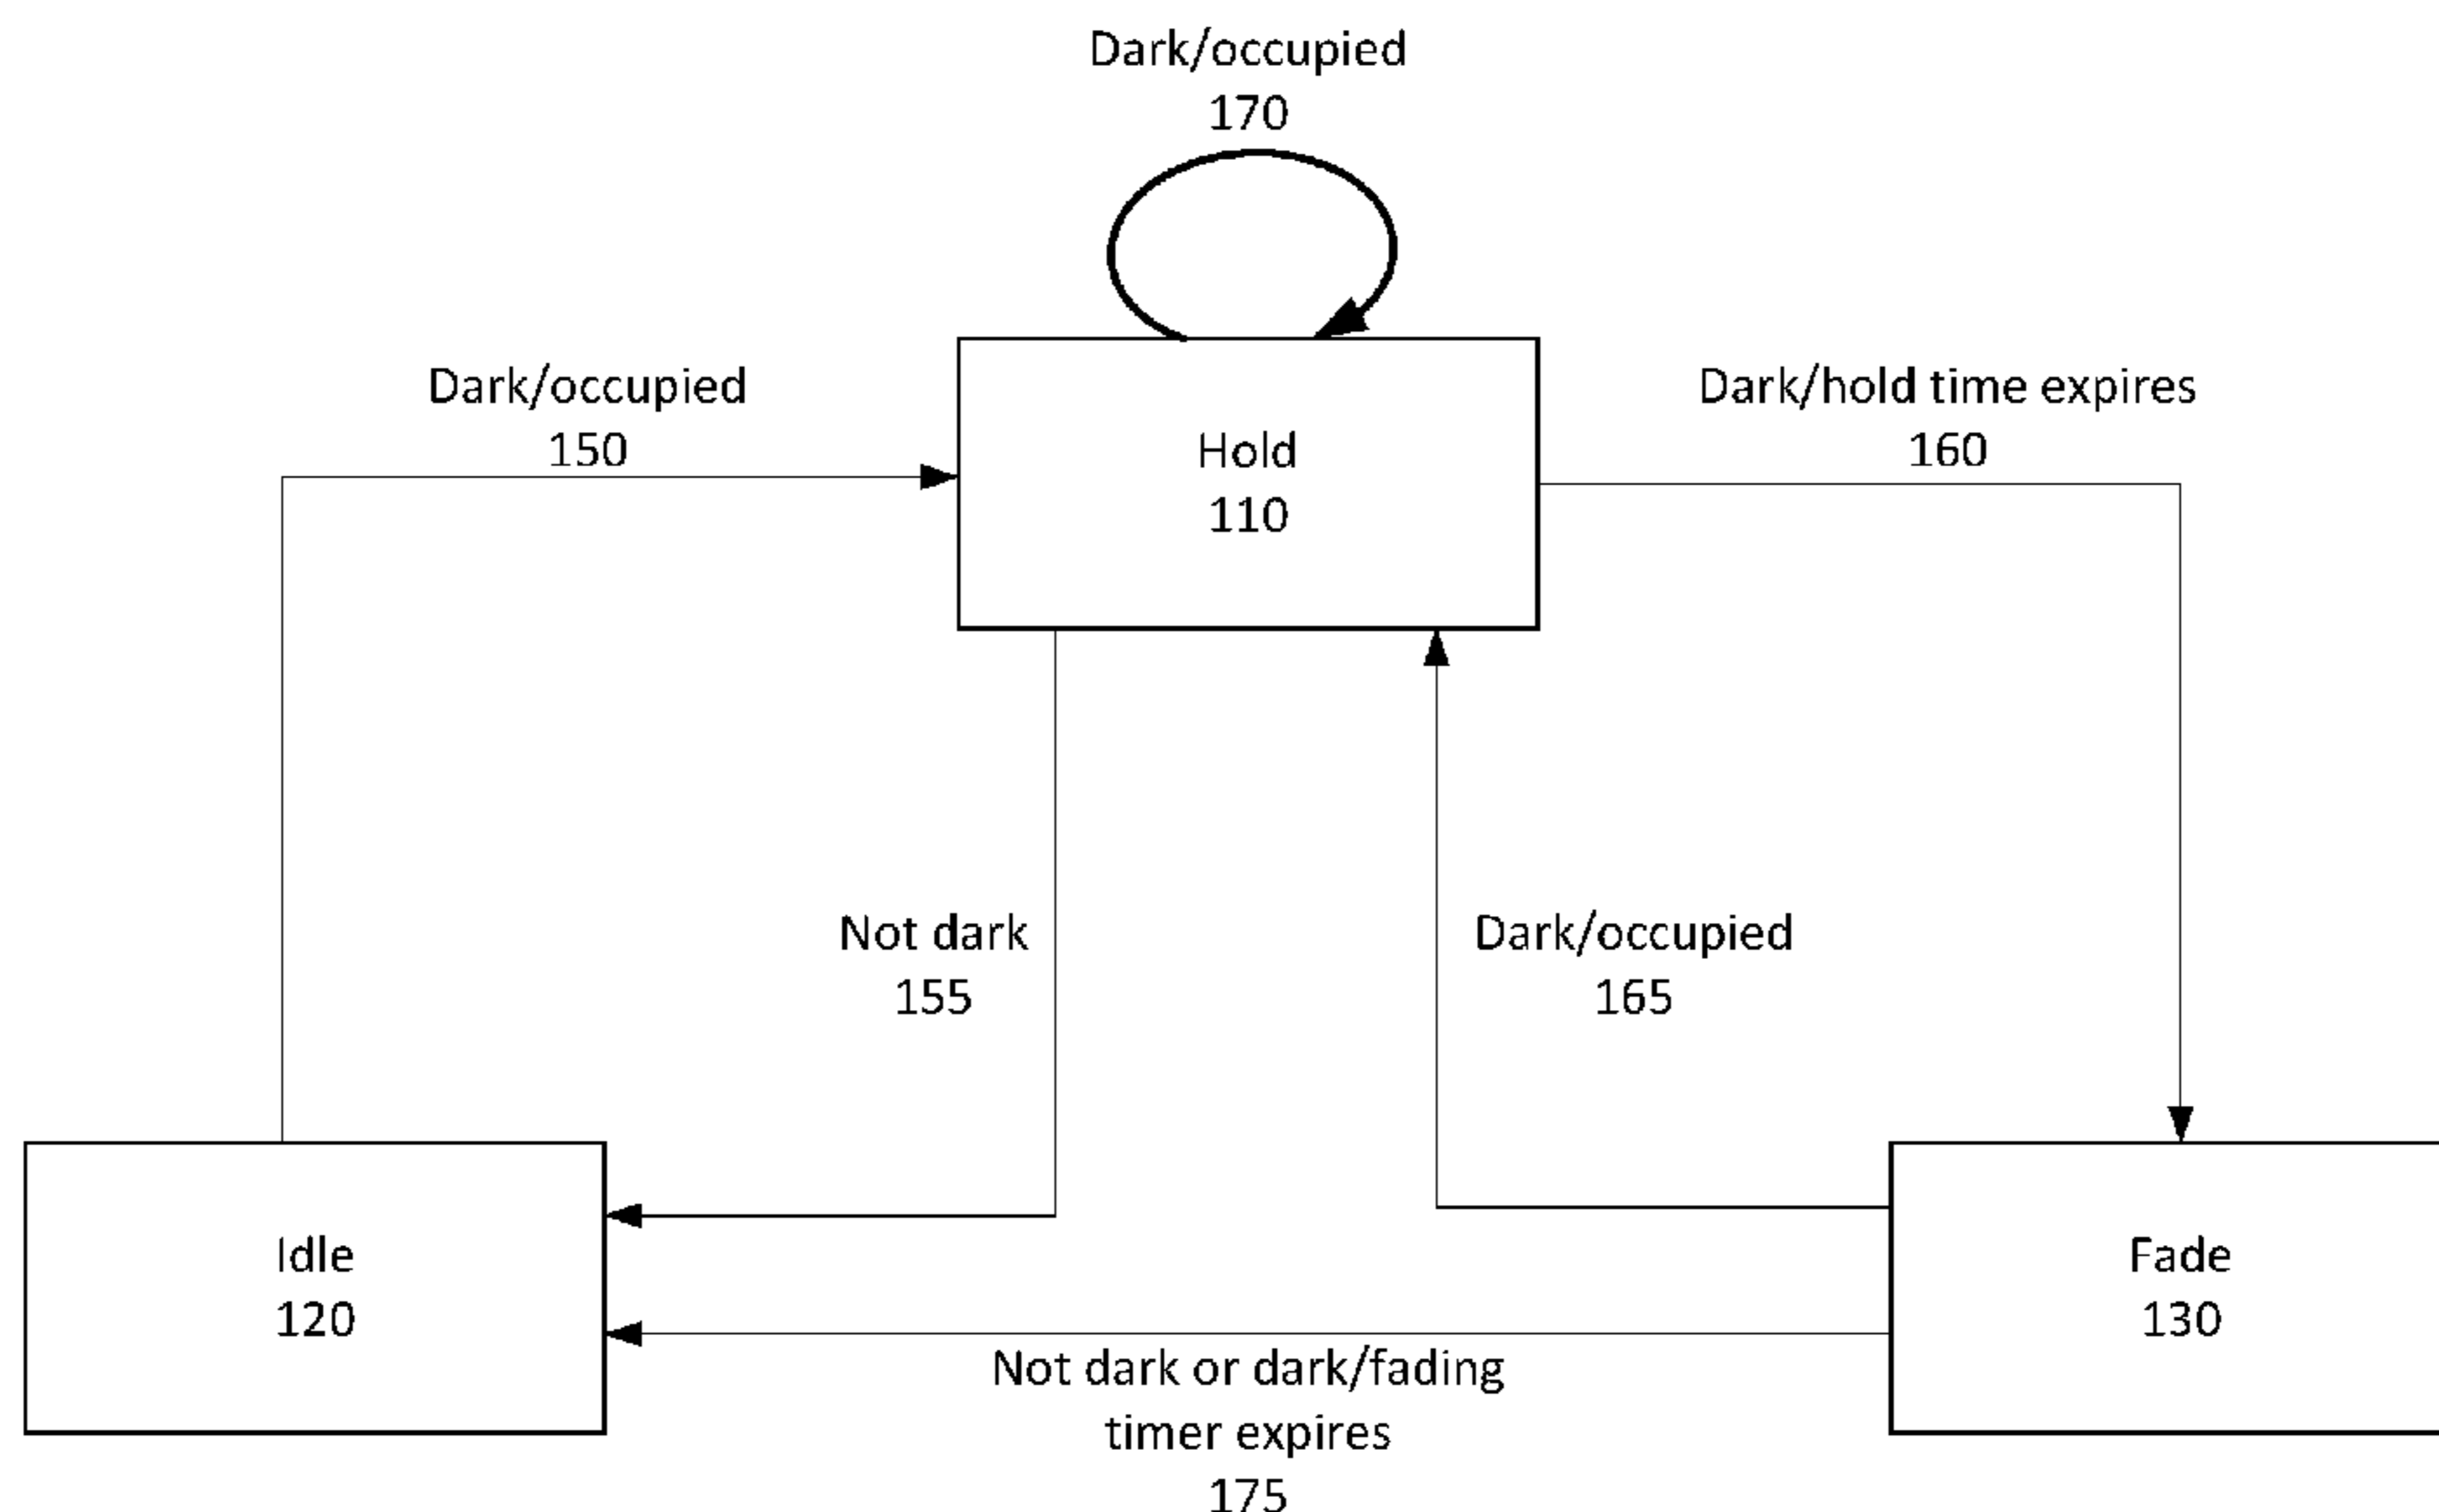 Dark/occupied
170
Dark/occupied
150
Hold
110
Dark/hold time expires
160
Not dark
155
Dark/occupied
165
Idle
120
Fade
130
Not dark or dark/fading
timer expires
175